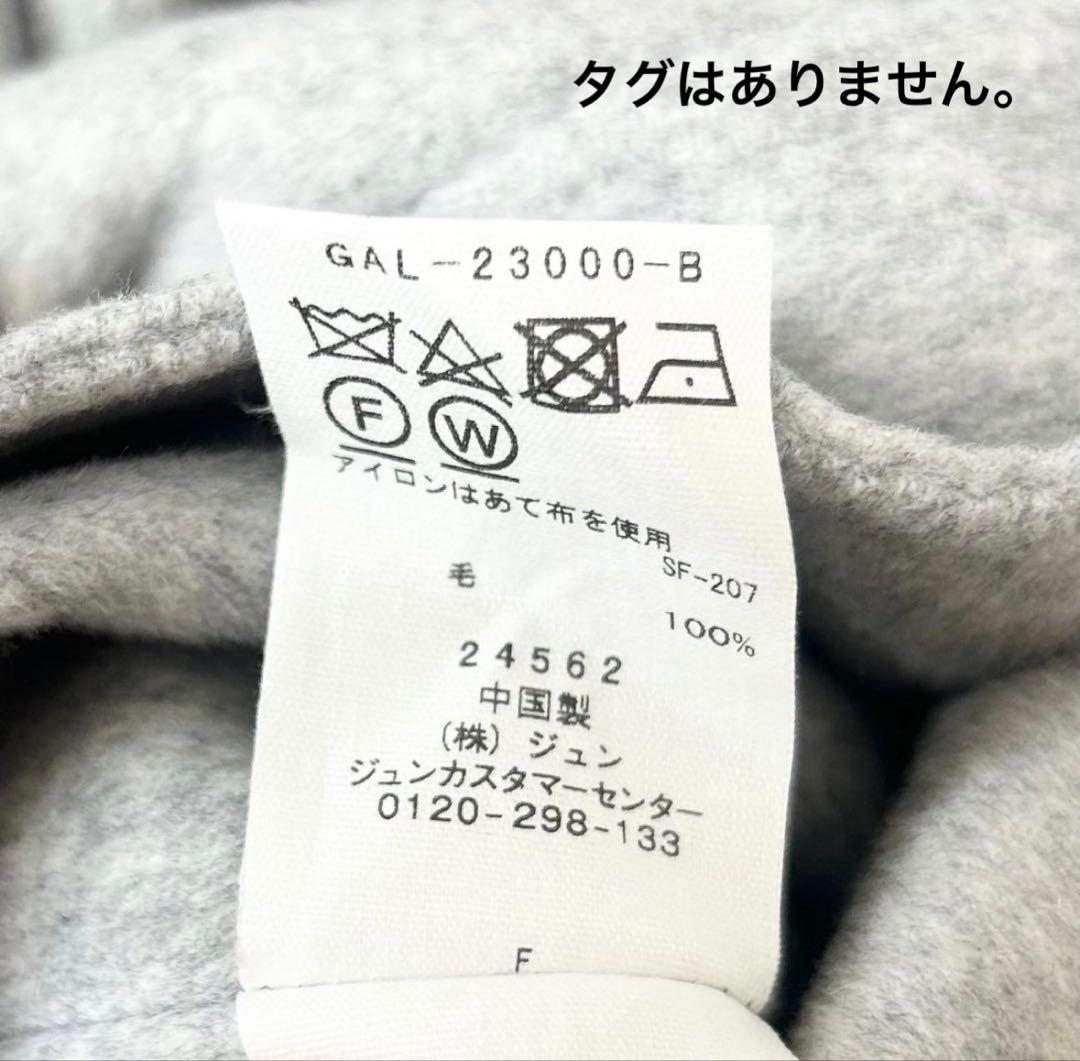 タグはありません。
GAL-23000-B
F W
アイロンはあて布を使用
SF-207
毛 100%
24562
中国製
(株) ジュン
ジュンカスタマーセンター
0120-298-133
F